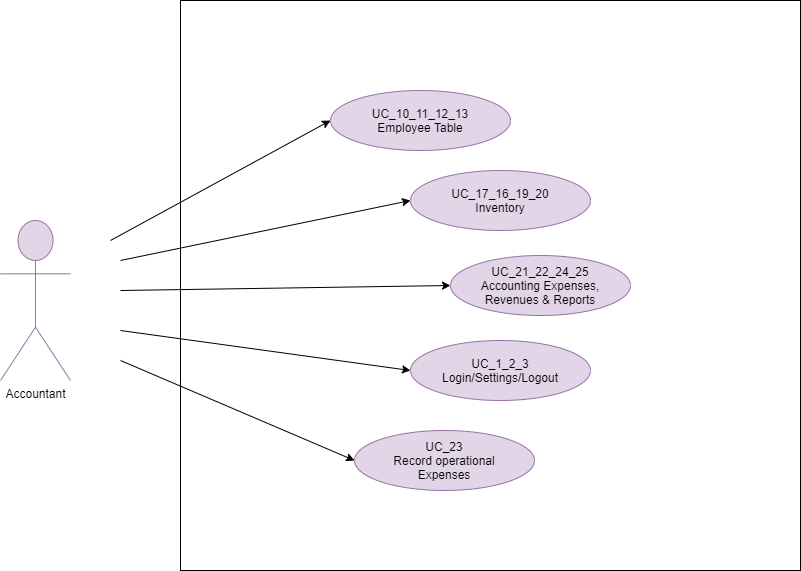 UC_10_11_12_13
Employee Table
UC_17_16_19_20
Inventory
UC_21_22_24_25
Accounting Expenses,
Revenues & Reports
UC_1_2_3
Login/Settings/Logout
Accountant
UC_23
Record operational
Expenses